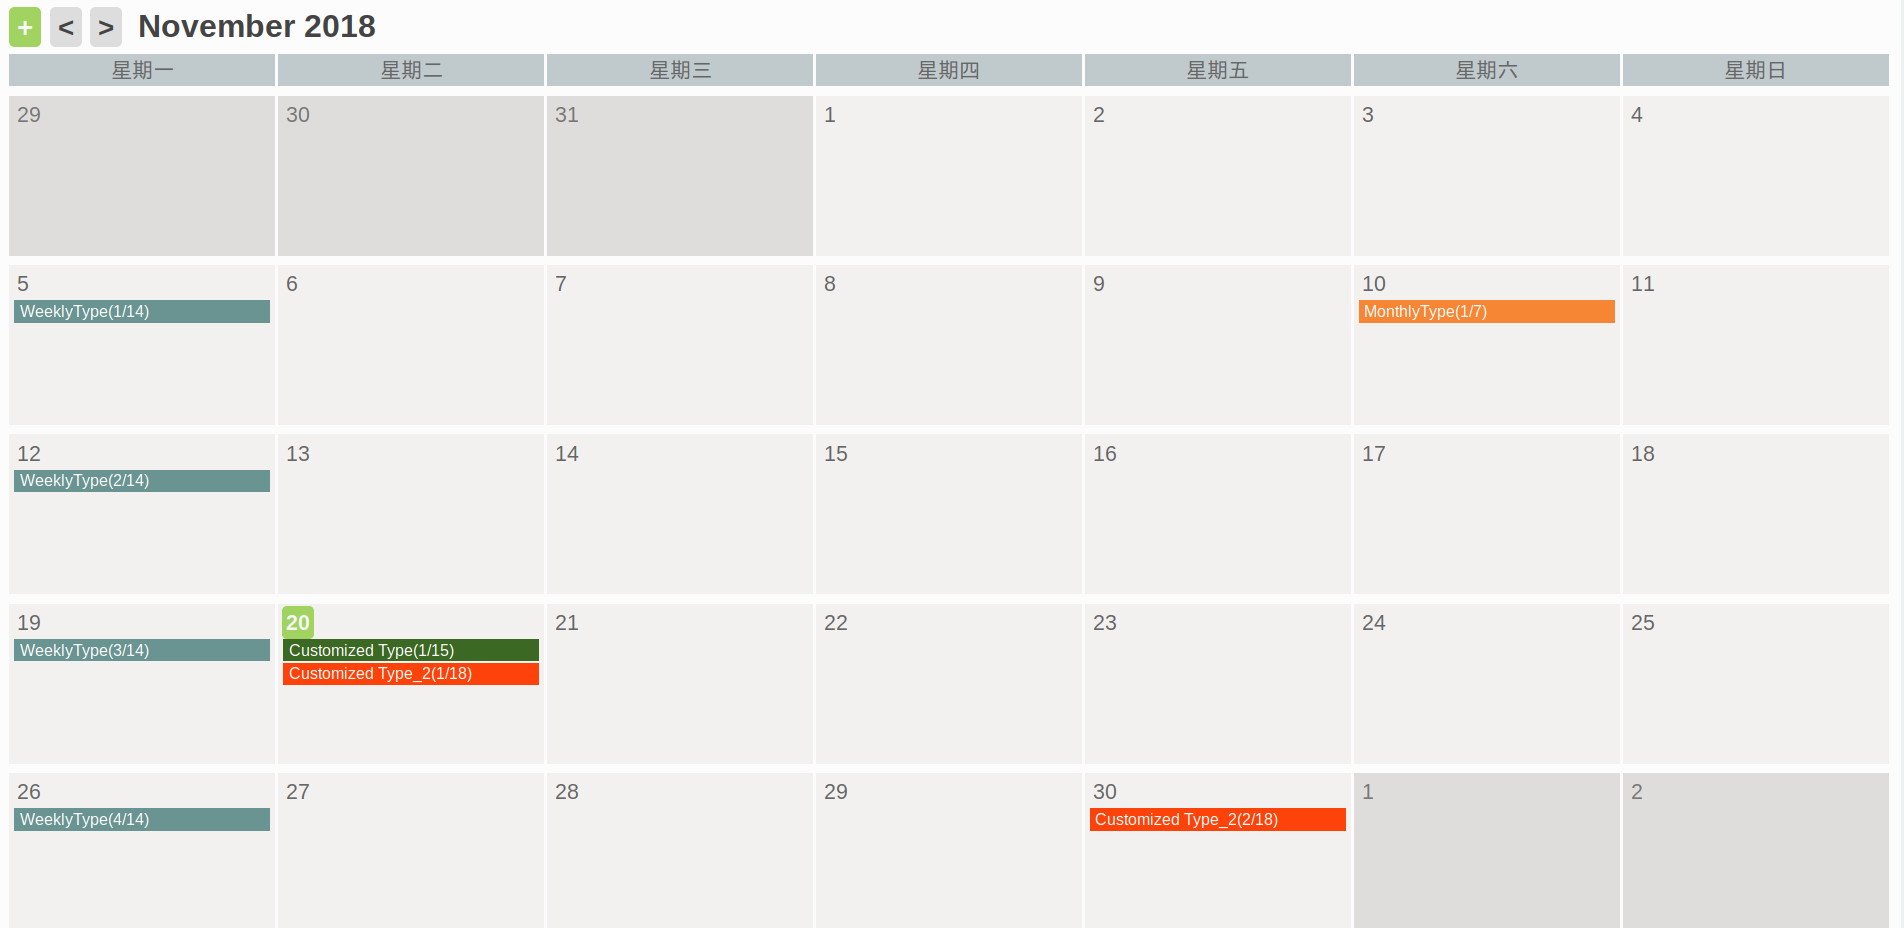 + < > November 2018
星期一 星期二 星期三 星期四 星期五 星期六 星期日
29 30 31 1 2 3 4
5 6 7 8 9 10 11
WeeklyType(1/14) MonthlyType(1/7)
12 13 14 15 16 17 18
WeeklyType(2/14)
19 20 21 22 23 24 25
WeeklyType(3/14) Customized Type(1/15)
Customized Type_2(1/18)
26 27 28 29 30 1 2
WeeklyType(4/14) Customized Type_2(2/18)